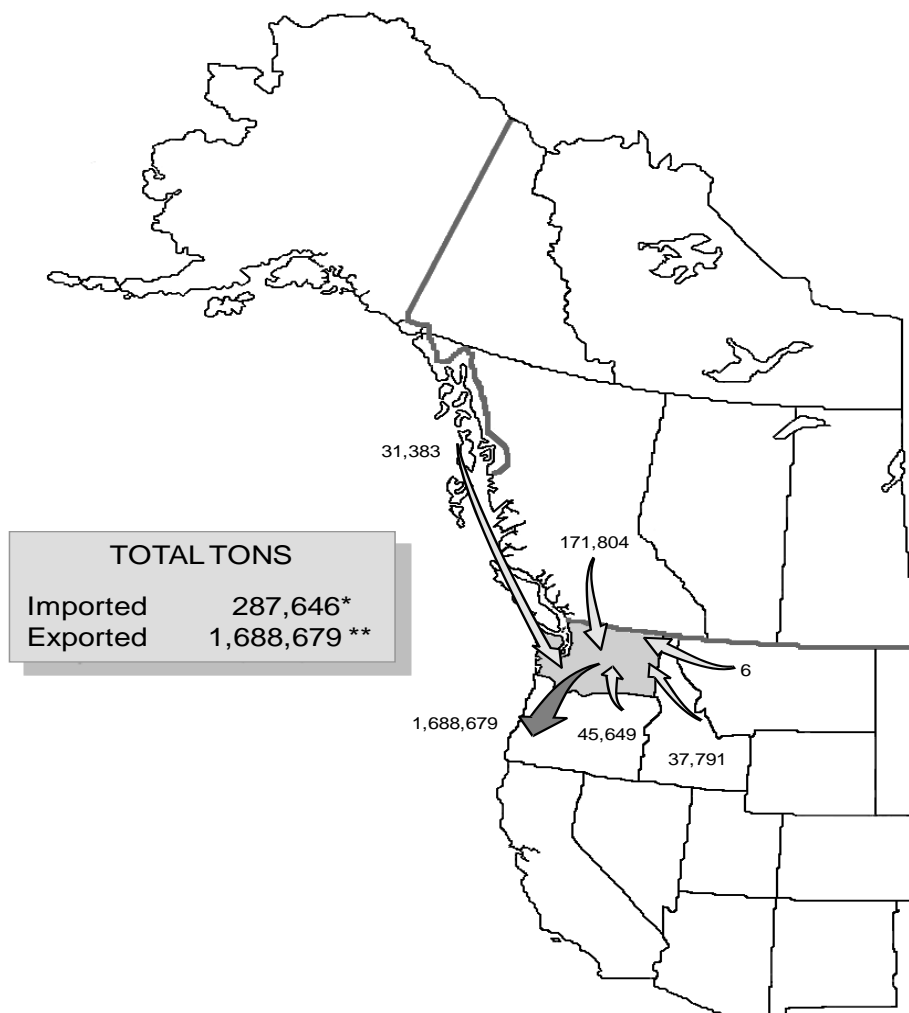 31,383
171,804
TOTAL TONS
Imported 287,646*
Exported 1,688,679 **
6
1,688,679
45,649
37,791